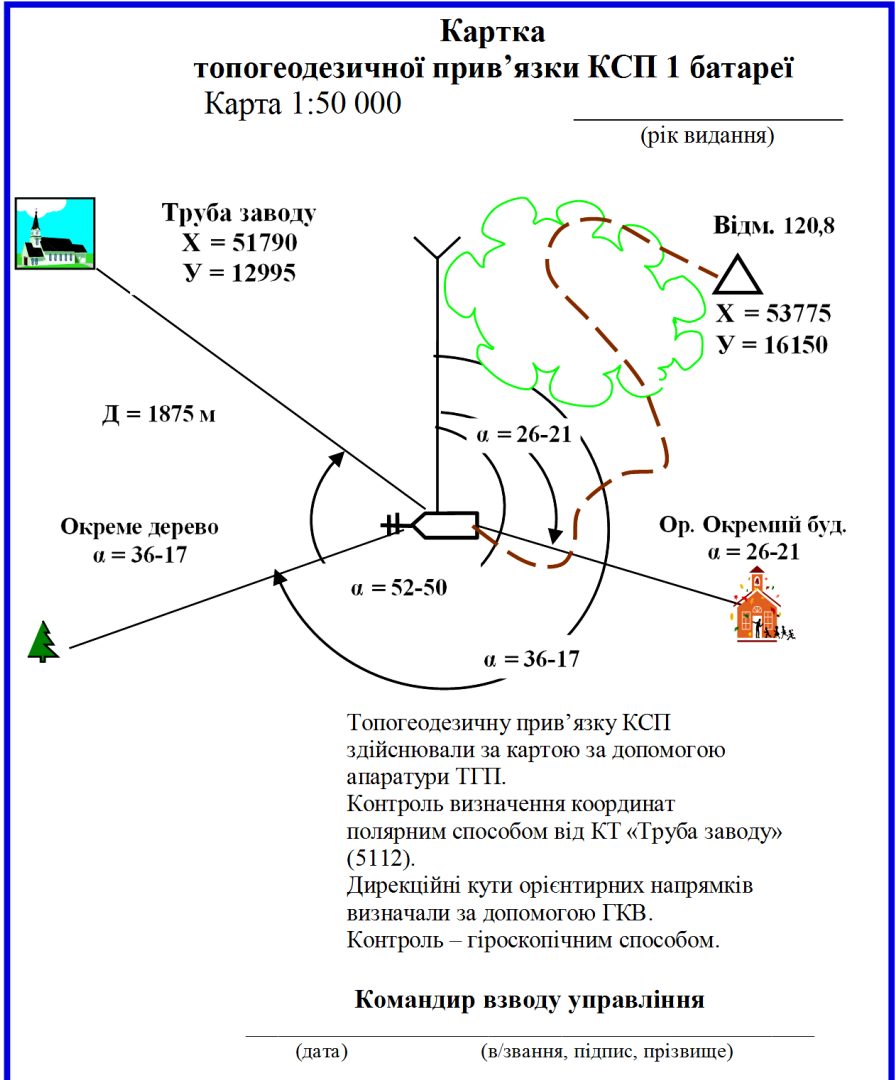 Картка
топогеодезичної прив’язки КСП 1 батареї
Карта 1:50 000
(рік видання)
Труба заводу
Х = 51790
У = 12995
Відм. 120,8
Х = 53775
У = 16150
Д = 1875 м
α = 26-21
Окреме дерево
α = 36-17
Ор. Окремий буд.
α = 26-21
α = 52-50
α = 36-17
Топогеодезичну прив’язку КСП
здійснювали за картою за допомогою
апаратури ТГП.
Контроль визначення координат
полярним способом від КТ «Труба заводу»
(5112).
Дирекційні кути орієнтирних напрямків
визначали за допомогою ГКВ.
Контроль – гіроскопічним способом.
Командир взводу управління
(дата) (в/звання, підпис, прізвище)